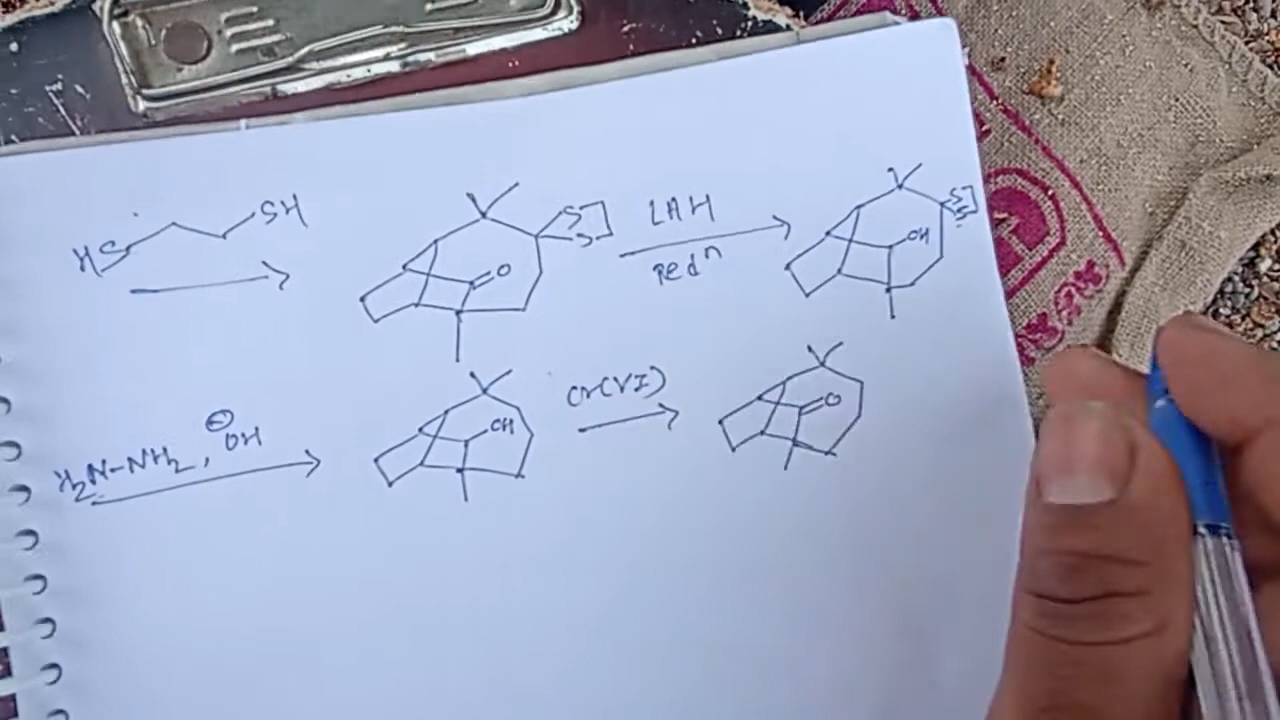 HS SH
S S O
LAH
redⁿ
S S OH
H₂N-NH₂, ⊖OH
OH
Cr(VI)
O